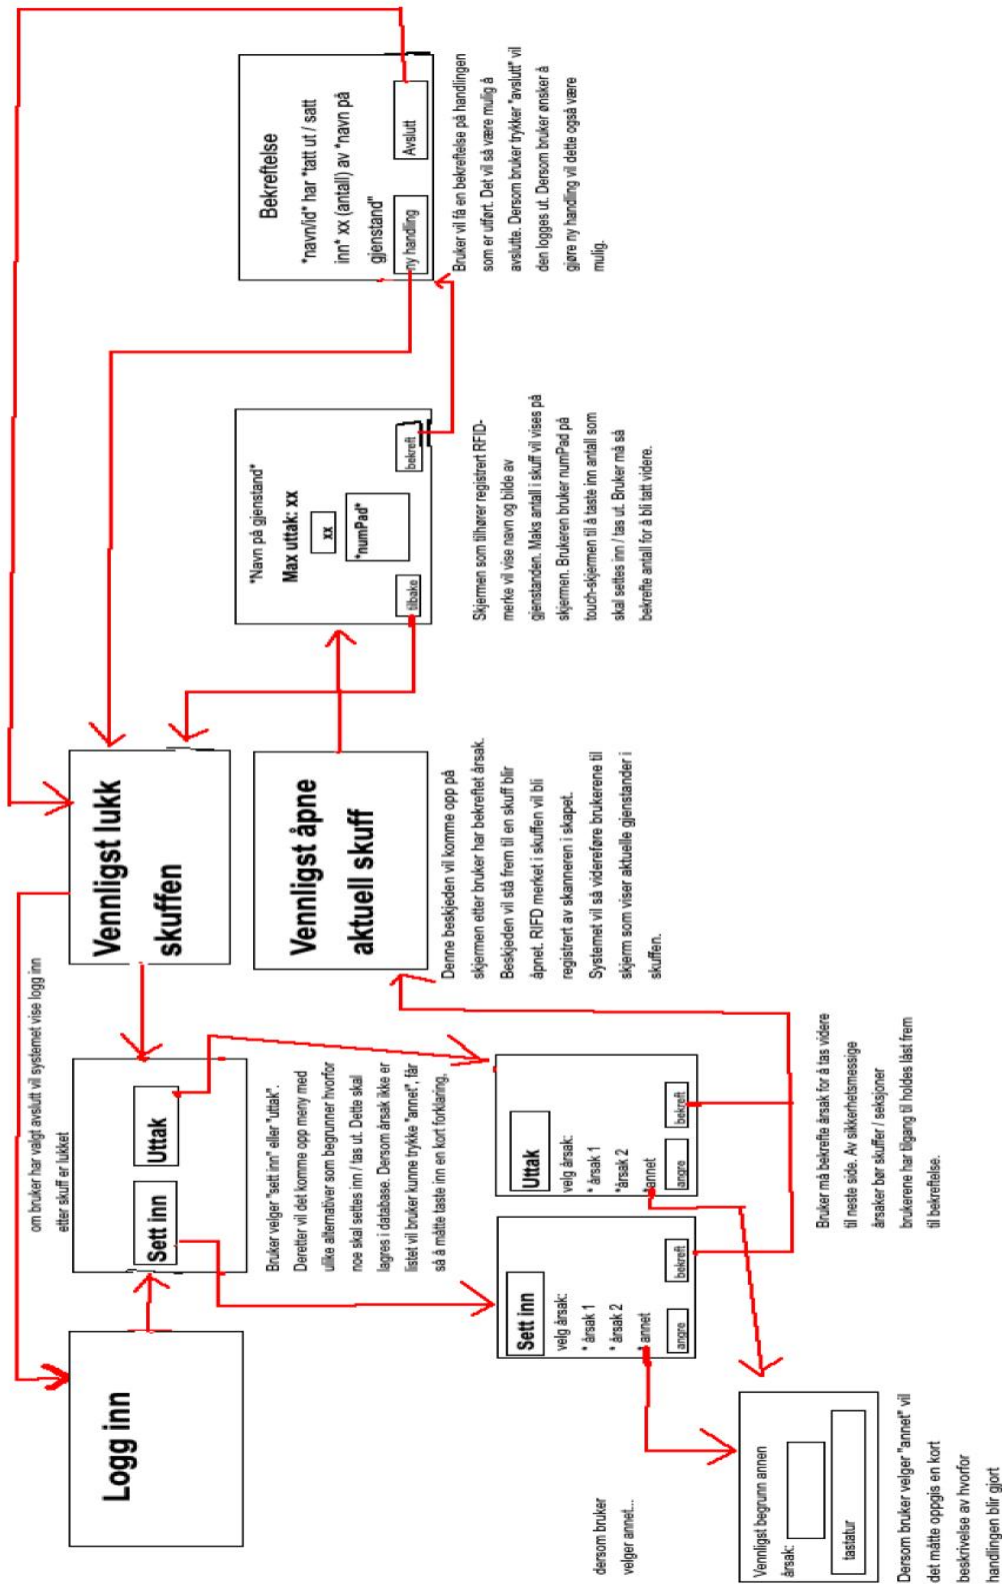 om bruker har valgt avslutt vil systemet vise logg inn
etter skuff er lukket
Logg inn
Sett inn
Uttak
Bruker velger "sett inn" eller "uttak".
Deretter vil det komme opp meny med
ulike alternativer som begrunner hvorfor
noe skal settes inn / tas ut. Dette skal
lagres i database. Dersom årsak ikke er
listet vil bruker kunne trykke "annet", får
så å måtte taste inn en kort forklaring.
Vennligst lukk
skuffen
Vennligst åpne
aktuell skuff
Denne beskjeden vil komme opp på
skjermen etter bruker har bekreftet årsak.
Beskjeden vil stå frem til en skuff blir
åpnet. RIFD merket i skuffen vil bli
registrert av skanneren i skapet.
Systemet vil så videreføre brukerene til
skjerm som viser aktuelle gjenstander i
skuffen.
*Navn på gjenstand*
Max uttak: xx
xx
*numPad*
tilbake
bekreft
Skjermen som tilhører registrert RFID-
merke vil vise navn og bilde av
gjenstanden. Maks antall i skuff vil vises på
skjermen. Brukeren bruker numPad på
touch-skjermen til å taste inn antall som
skal settes inn / tas ut. Bruker må så
bekrefte antall for å bli tatt videre.
Bekreftelse
*navn/id* har *tatt ut / satt
inn* xx (antall) av *navn på
gjenstand"
ny handling
Avslutt
Bruker vil få en bekreftelse på handlingen
som er utført. Det vil så være mulig å
avslutte. Dersom bruker trykker "avslutt" vil
den logges ut. Dersom bruker ønsker å
gjøre ny handling vil dette også være
mulig.
Sett inn
velg årsak:
* årsak 1
* årsak 2
* annet
angre
bekreft
Uttak
velg årsak:
* årsak 1
*årsak 2
*annet
angre
bekreft
Bruker må bekrefte årsak for å tas videre
til neste side. Av sikkerhetsmessige
årsaker bør skuffer / seksjoner
brukerene har tilgang til holdes låst frem
til bekreftelse.
dersom bruker
velger annet...
Vennligst begrunn annen
årsak:
tastatur
Dersom bruker velger "annet" vil
det måtte oppgis en kort
beskrivelse av hvorfor
handlingen blir gjort